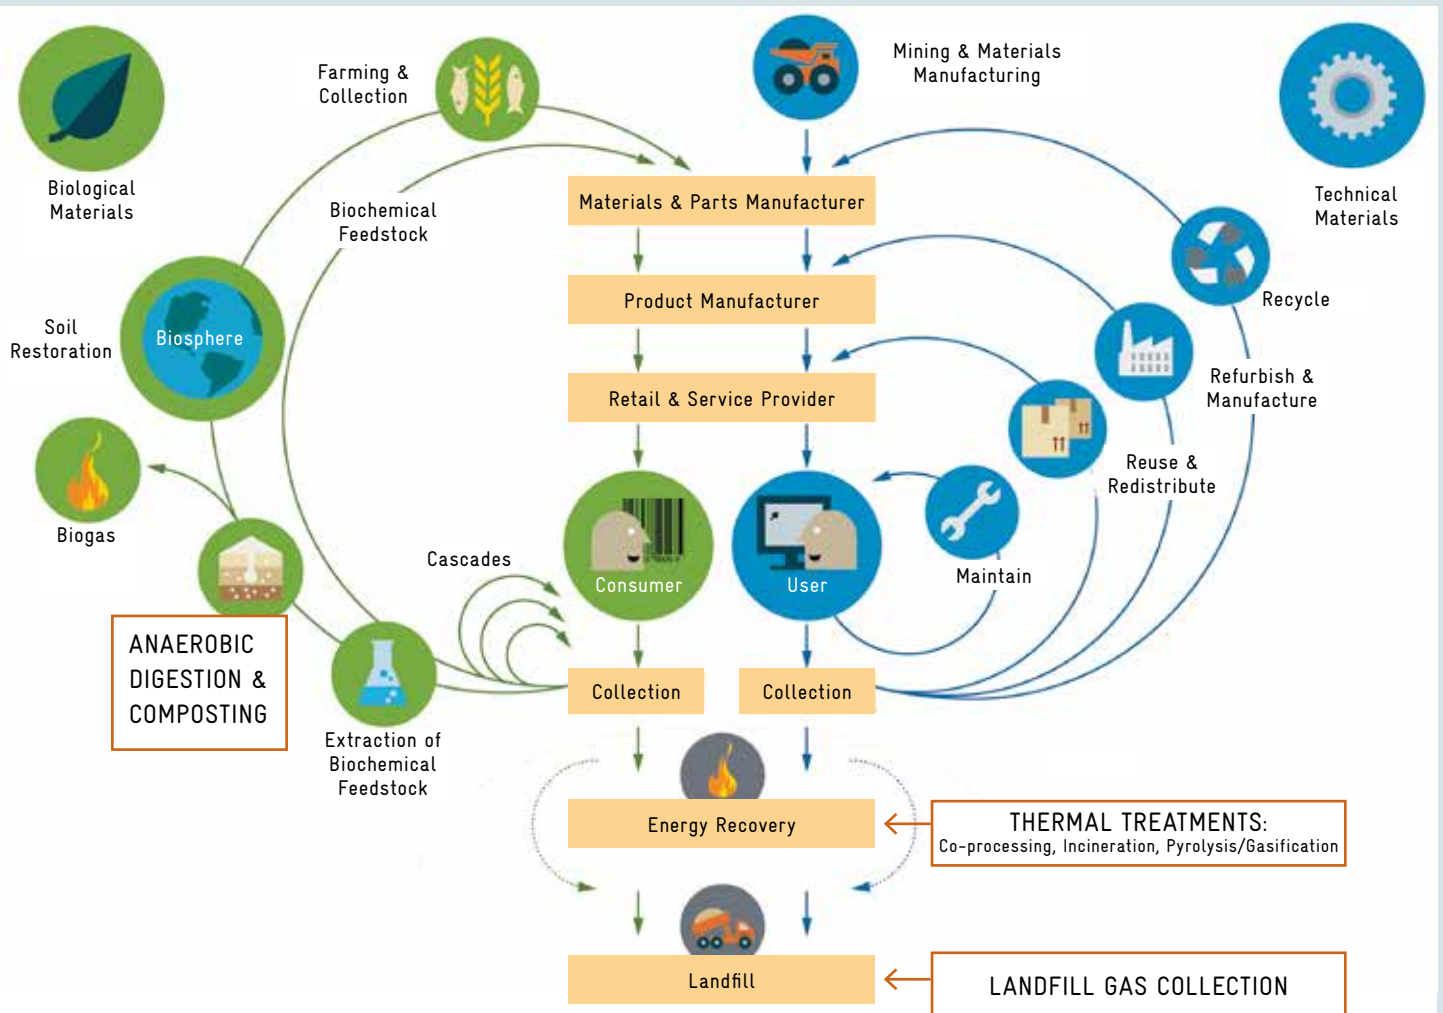 Farming &
Collection
Mining & Materials
Manufacturing
Biological
Materials
Technical
Materials
Materials & Parts Manufacturer
Biochemical
Feedstock
Recycle
Product Manufacturer
Soil
Restoration
Biosphere
Refurbish &
Manufacture
Retail & Service Provider
Reuse &
Redistribute
Biogas
Cascades
Consumer
User
Maintain
ANAEROBIC
DIGESTION &
COMPOSTING
Collection
Collection
Extraction of
Biochemical
Feedstock
Energy Recovery
THERMAL TREATMENTS:
Co-processing, Incineration, Pyrolysis/Gasification
Landfill
LANDFILL GAS COLLECTION